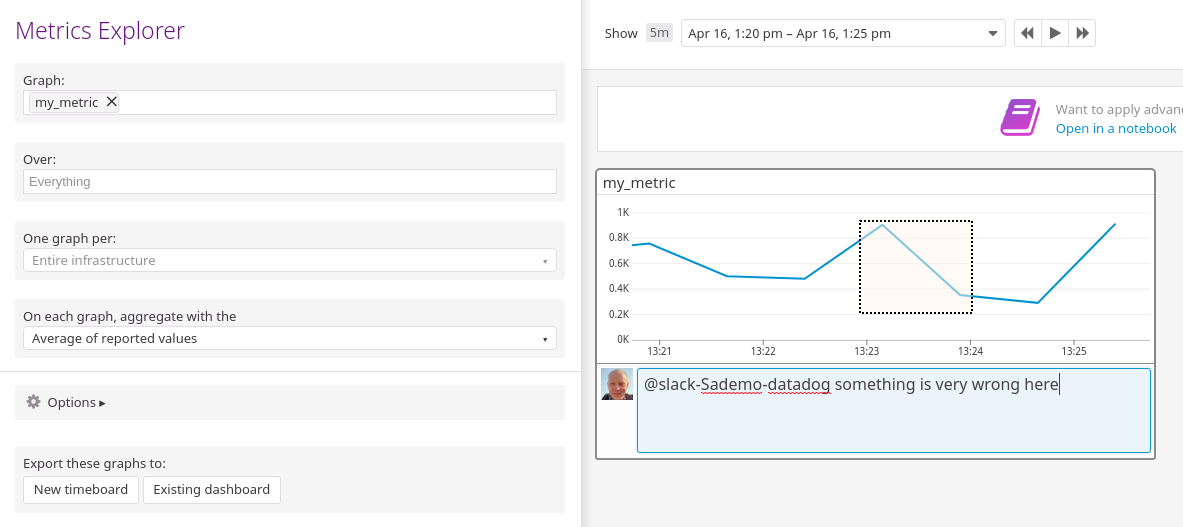 Metrics Explorer
Graph:
my_metric
Over:
Everything
One graph per:
Entire infrastructure
On each graph, aggregate with the
Average of reported values
Options
Export these graphs to:
New timeboard Existing dashboard
Show 5m Apr 16, 1:20 pm – Apr 16, 1:25 pm
Want to apply advan
Open in a notebook
my_metric
1K
0.8K
0.6K
0.4K
0.2K
0K
13:21 13:22 13:23 13:24 13:25
@slack-Sademo-datadog something is very wrong here